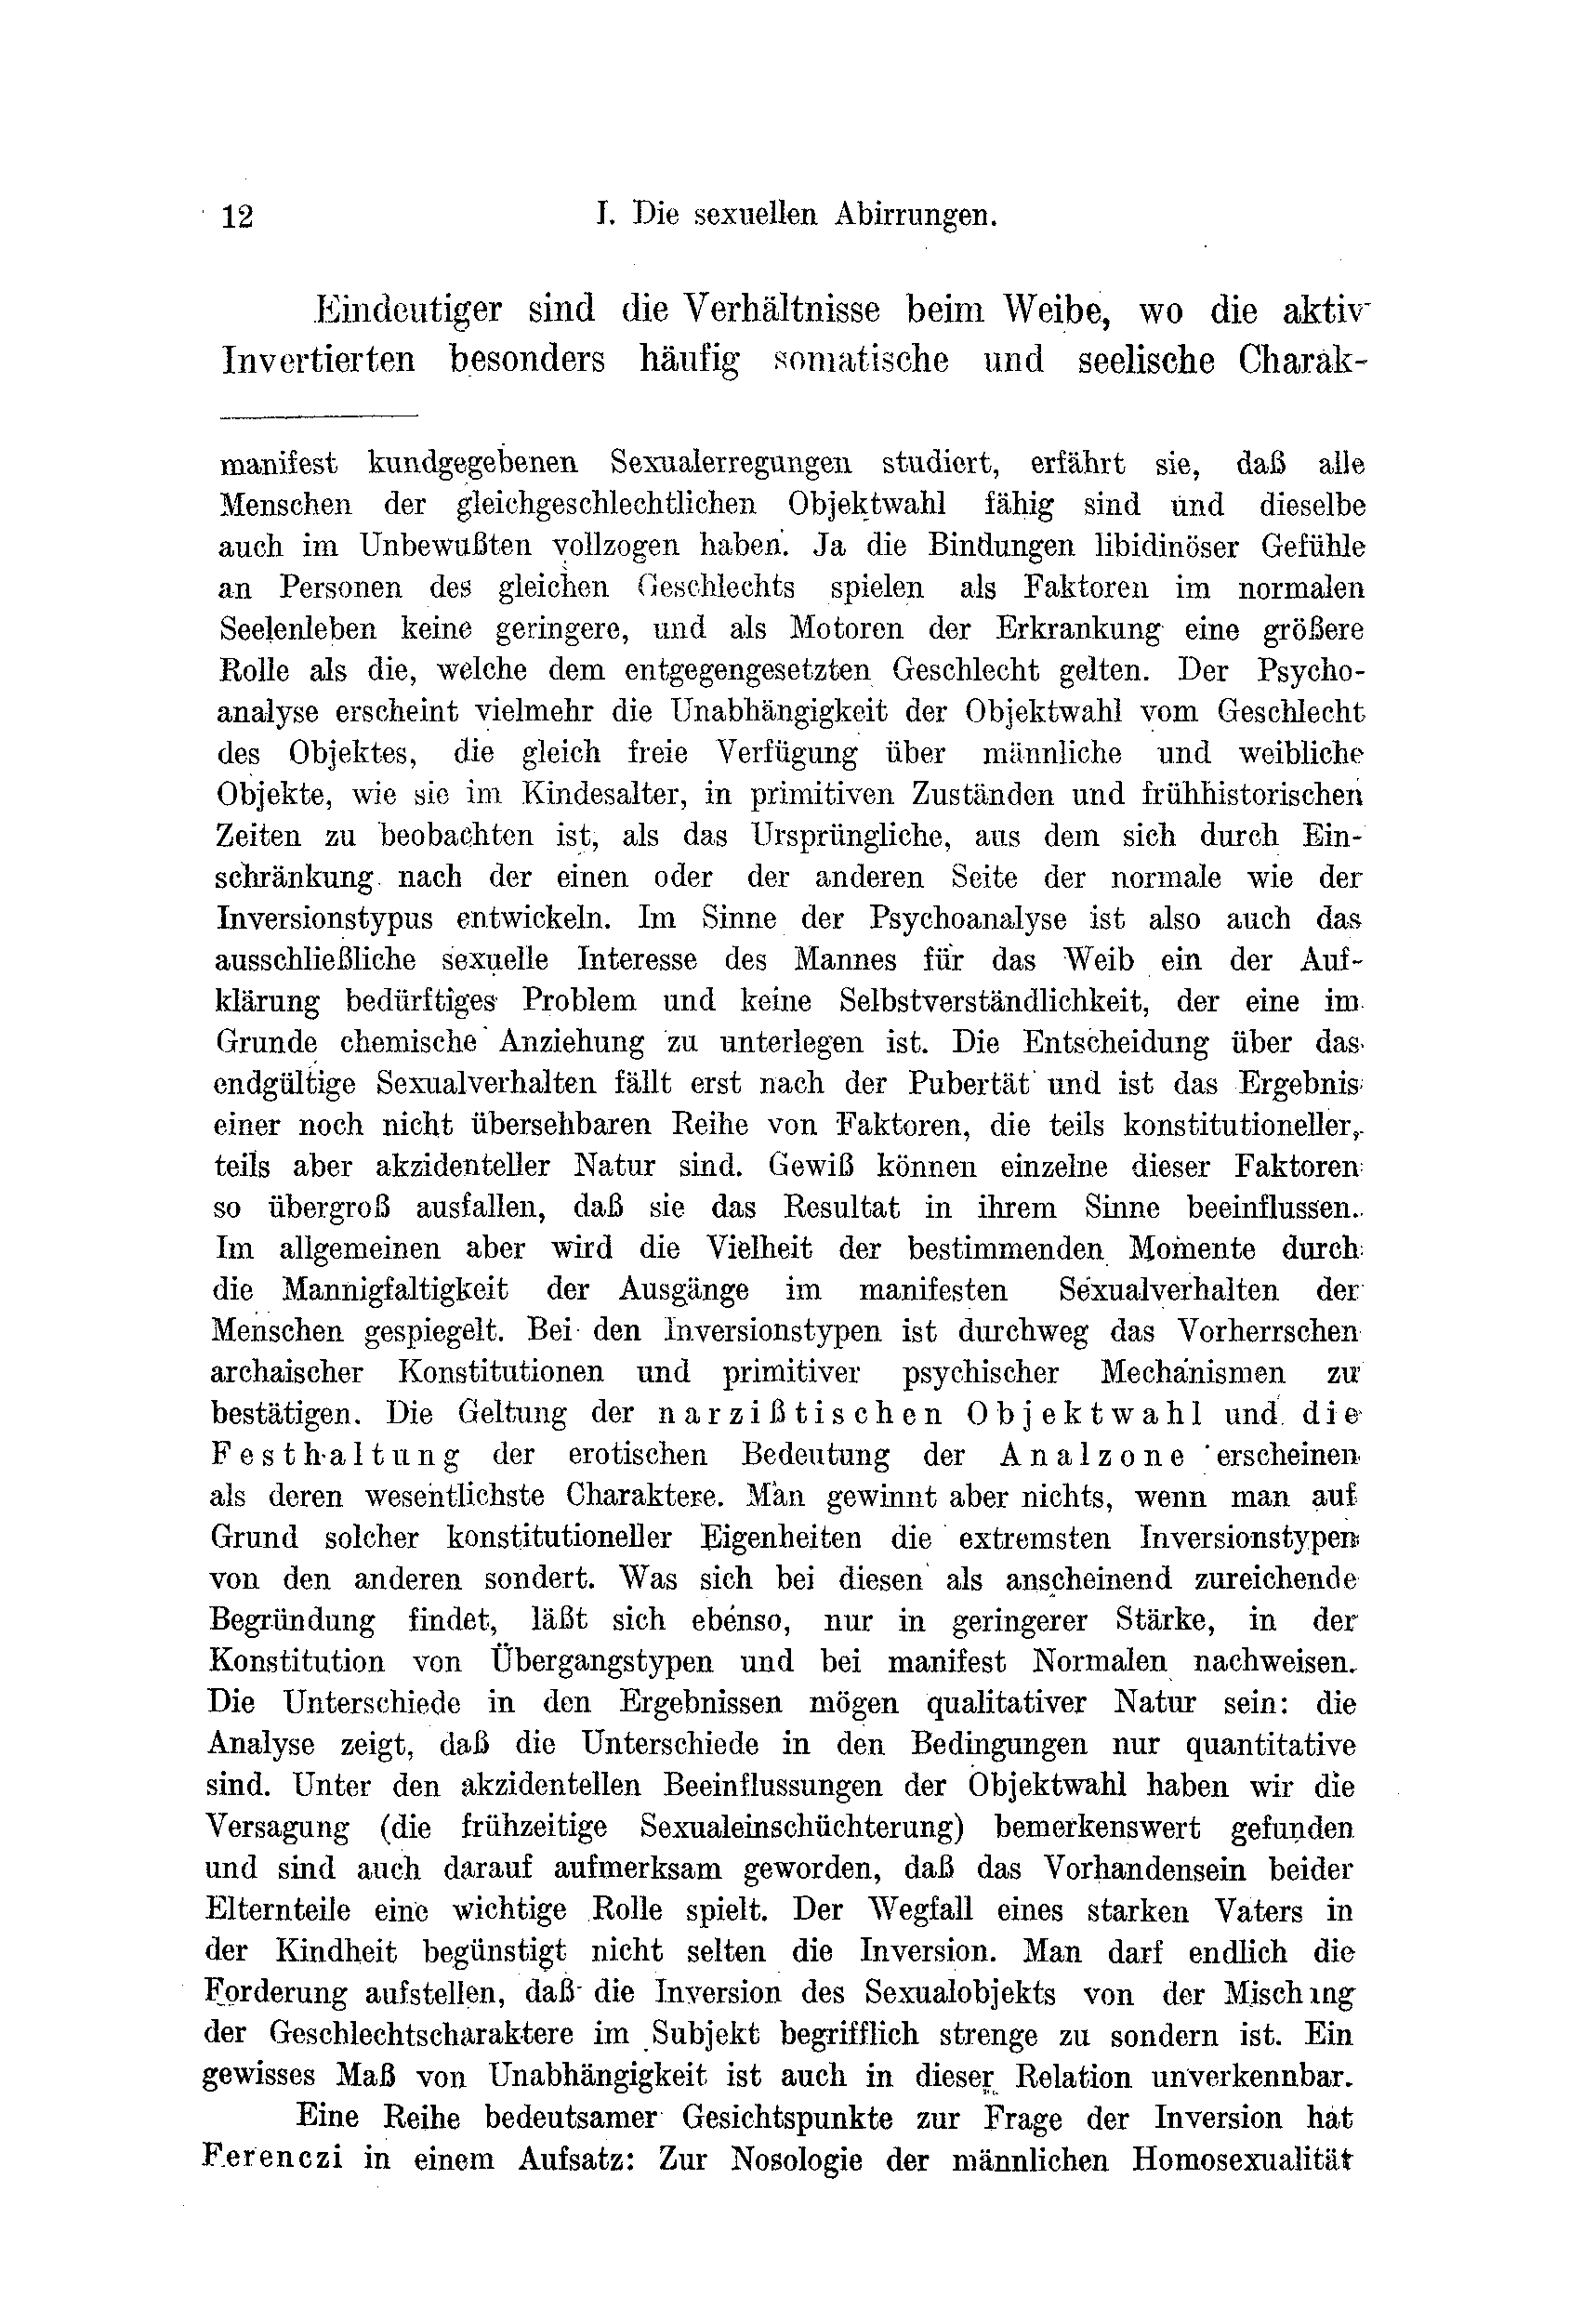 12 I. Die sexuellen Abirrungen.
Eindeutiger sind die Verhältnisse beim Weibe, wo die aktiv
Invertierten besonders häufig somatische und seelische Charak-
manifest kundgegebenen Sexualerregungen studiert, erfährt sie, daß alle
Menschen der gleichgeschlechtlichen Objektwahl fähig sind und dieselbe
auch im Unbewußten vollzogen haben. Ja die Bindungen libidinöser Gefühle
an Personen des gleichen Geschlechts spielen als Faktoren im normalen
Seelenleben keine geringere, und als Motoren der Erkrankung eine größere
Rolle als die, welche dem entgegengesetzten Geschlecht gelten. Der Psycho-
analyse erscheint vielmehr die Unabhängigkeit der Objektwahl vom Geschlecht
des Objektes, die gleich freie Verfügung über männliche und weibliche
Objekte, wie sie im Kindesalter, in primitiven Zuständen und frühhistorischen
Zeiten zu beobachten ist, als das Ursprüngliche, aus dem sich durch Ein-
schränkung nach der einen oder der anderen Seite der normale wie der
Inversionstypus entwickeln. Im Sinne der Psychoanalyse ist also auch das
ausschließliche sexuelle Interesse des Mannes für das Weib ein der Auf-
klärung bedürftiges Problem und keine Selbstverständlichkeit, der eine im
Grunde chemische Anziehung zu unterlegen ist. Die Entscheidung über das
endgültige Sexualverhalten fällt erst nach der Pubertät und ist das Ergebnis
einer noch nicht übersehbaren Reihe von Faktoren, die teils konstitutioneller,
teils aber akzidenteller Natur sind. Gewiß können einzelne dieser Faktoren
so übergroß ausfallen, daß sie das Resultat in ihrem Sinne beeinflussen.
Im allgemeinen aber wird die Vielheit der bestimmenden Momente durch
die Mannigfaltigkeit der Ausgänge im manifesten Sexualverhalten der
Menschen gespiegelt. Bei den Inversionstypen ist durchweg das Vorherrschen
archaischer Konstitutionen und primitiver psychischer Mechanismen zu
bestätigen. Die Geltung der narzißtischen Objektwahl und die
Festhaltung der erotischen Bedeutung der Analzone erscheinen
als deren wesentlichste Charaktere. Man gewinnt aber nichts, wenn man auf
Grund solcher konstitutioneller Eigenheiten die extremsten Inversionstypen
von den anderen sondert. Was sich bei diesen als anscheinend zureichende
Begründung findet, läßt sich ebenso, nur in geringerer Stärke, in der
Konstitution von Übergangstypen und bei manifest Normalen nachweisen.
Die Unterschiede in den Ergebnissen mögen qualitativer Natur sein: die
Analyse zeigt, daß die Unterschiede in den Bedingungen nur quantitative
sind. Unter den akzidentellen Beeinflussungen der Objektwahl haben wir die
Versagung (die frühzeitige Sexualeinschüchterung) bemerkenswert gefunden
und sind auch darauf aufmerksam geworden, daß das Vorhandensein beider
Elternteile eine wichtige Rolle spielt. Der Wegfall eines starken Vaters in
der Kindheit begünstigt nicht selten die Inversion. Man darf endlich die
Forderung aufstellen, daß die Inversion des Sexualobjekts von der Mischung
der Geschlechtscharaktere im Subjekt begrifflich strenge zu sondern ist. Ein
gewisses Maß von Unabhängigkeit ist auch in dieser Relation unverkennbar.
Eine Reihe bedeutsamer Gesichtspunkte zur Frage der Inversion hat
Ferenczi in einem Aufsatz: Zur Nosologie der männlichen Homosexualität